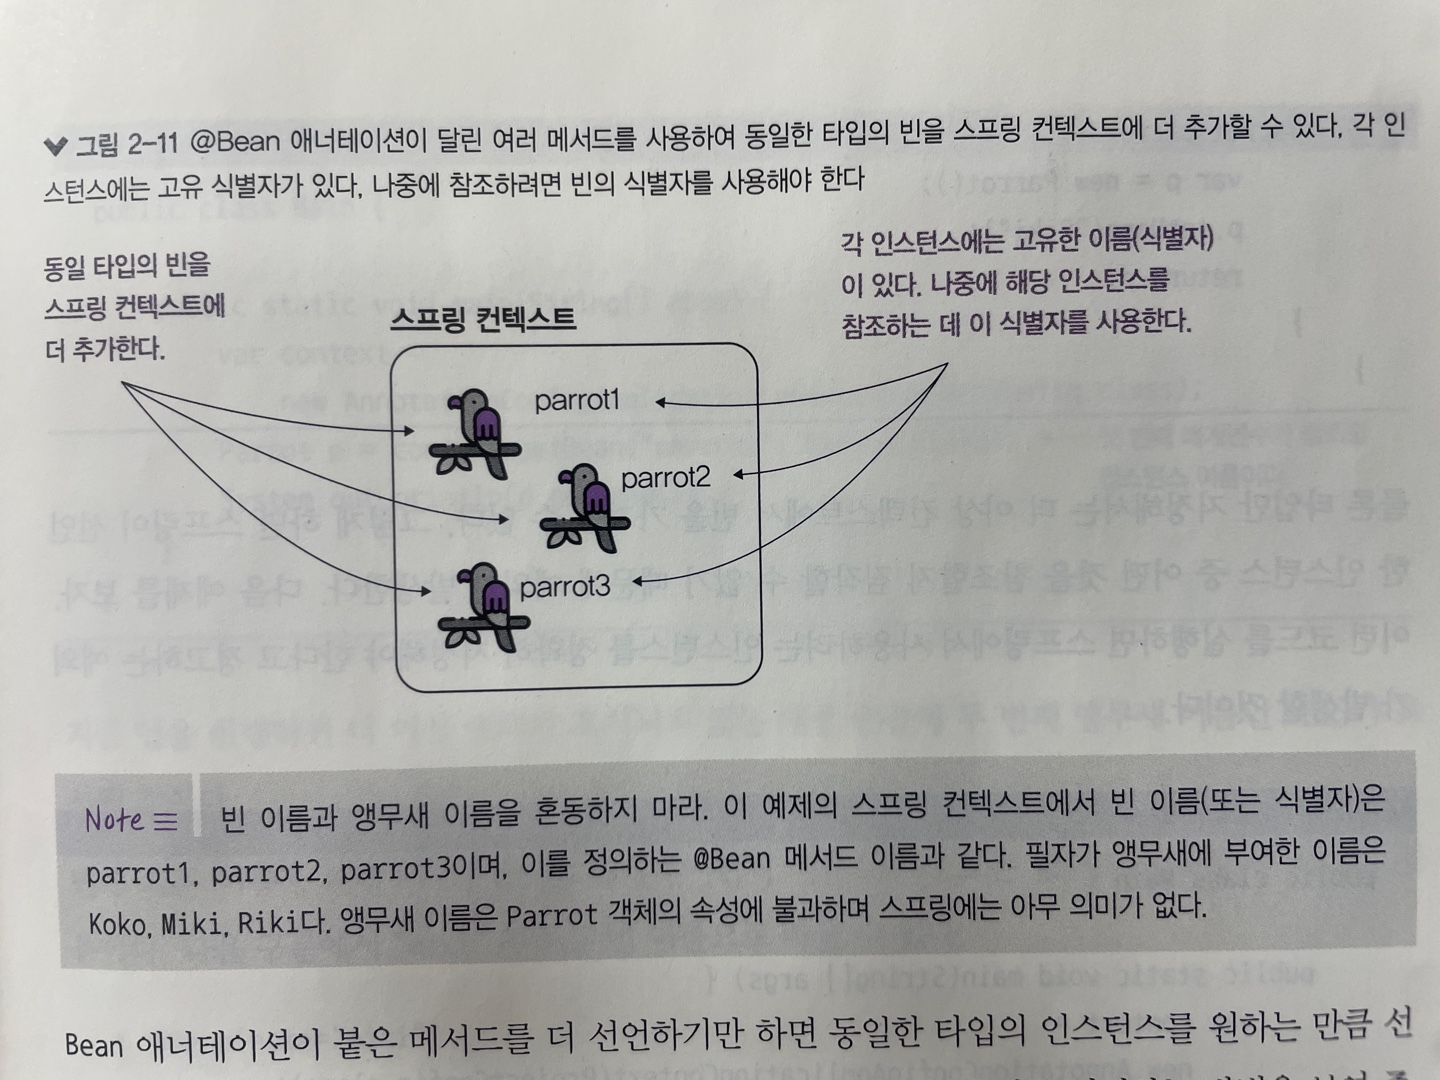 그림 2-11 @Bean 애너테이션이 달린 여러 메서드를 사용하여 동일한 타입의 빈을 스프링 컨텍스트에 더 추가할 수 있다. 각 인
스턴스에는 고유 식별자가 있다. 나중에 참조하려면 빈의 식별자를 사용해야 한다
동일 타입의 빈을
스프링 컨텍스트에
더 추가한다.
스프링 컨텍스트
각 인스턴스에는 고유한 이름(식별자)
이 있다. 나중에 해당 인스턴스를
참조하는 데 이 식별자를 사용한다.
parrot1
parrot2
parrot3
Note 빈 이름과 앵무새 이름을 혼동하지 마라. 이 예제의 스프링 컨텍스트에서 빈 이름(또는 식별자)은
parrot1, parrot2, parrot3이며, 이를 정의하는 @Bean 메서드 이름과 같다. 필자가 앵무새에 부여한 이름은
Koko, Miki, Riki다. 앵무새 이름은 Parrot 객체의 속성에 불과하며 스프링에는 아무 의미가 없다.
Bean 애너테이션이 붙은 메서드를 더 선언하기만 하면 동일한 타입의 인스턴스를 원하는 만큼 선